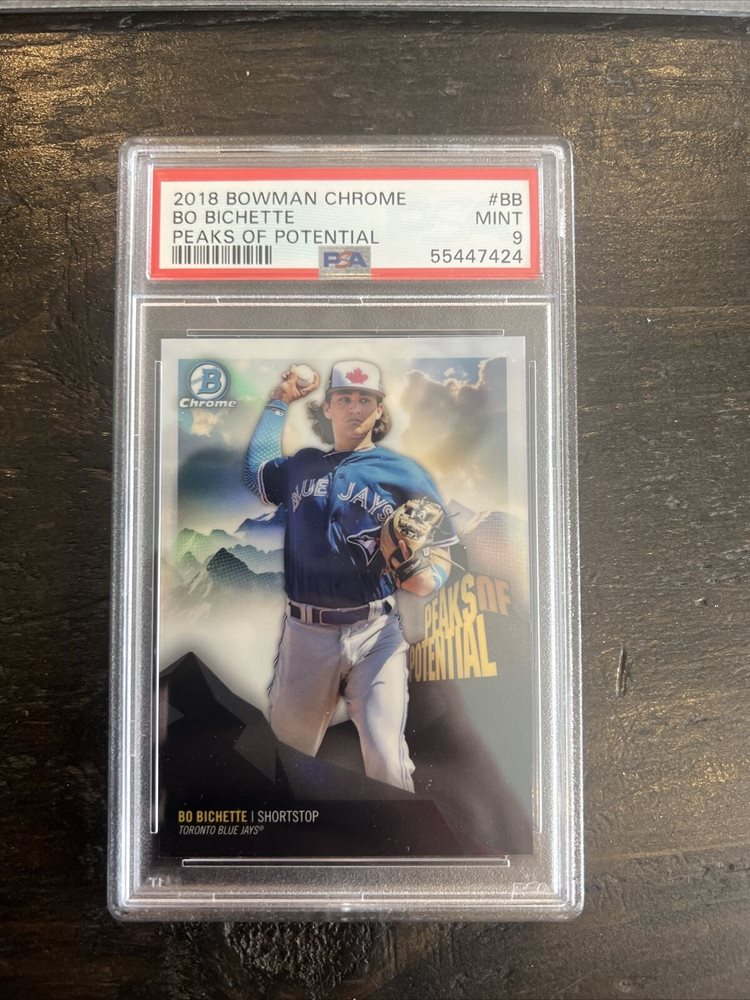 2018 BOWMAN CHROME #BB
BO BICHETTE MINT
PEAKS OF POTENTIAL 9
PSA 55447424
B
Chrome
BLUE JAYS
PEAKS OF
POTENTIAL
BO BICHETTE | SHORTSTOP
TORONTO BLUE JAYS®